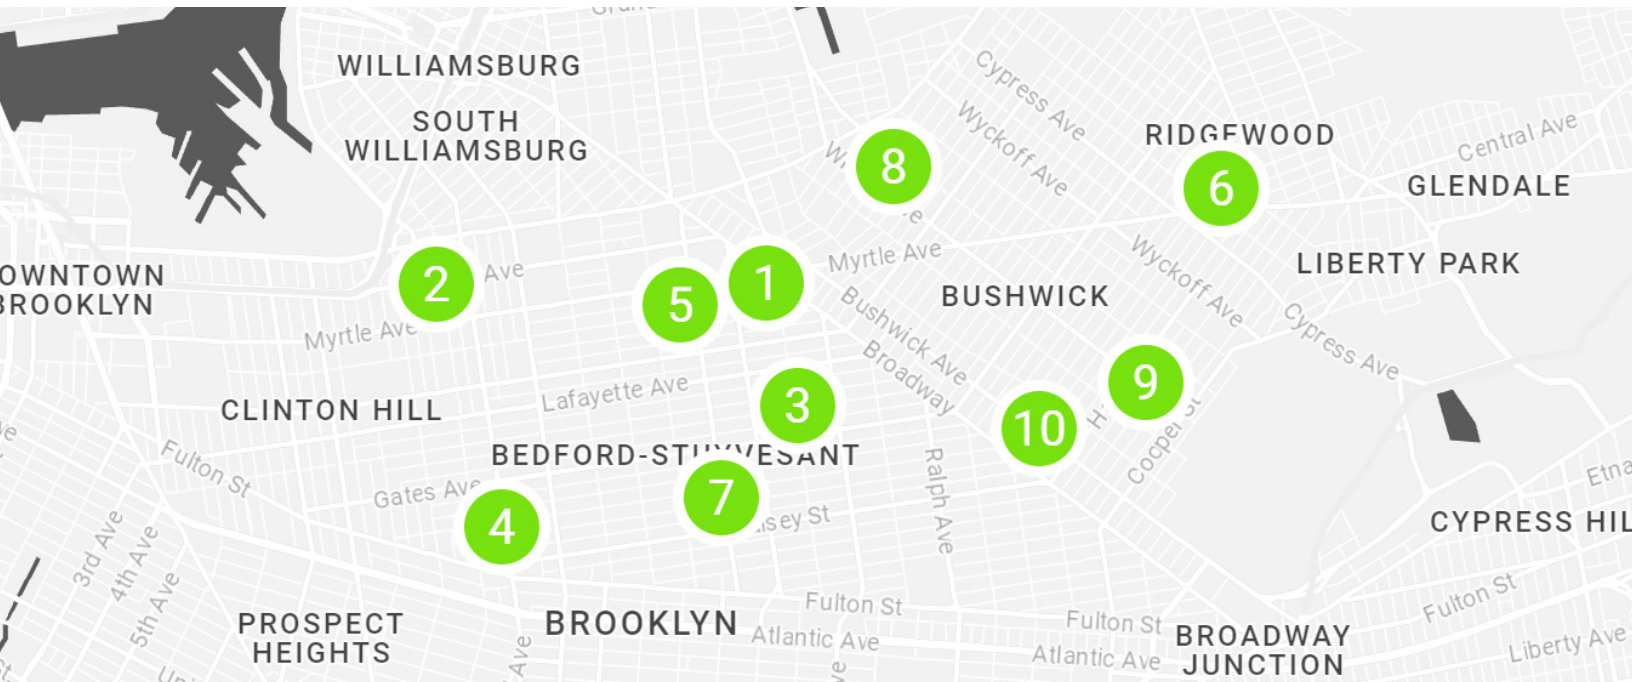 WILLIAMSBURG
SOUTH
WILLIAMSBURG
Cypress Ave
Wyckoff Ave
RIDGEWOOD
Central Ave
GLENDALE
8
6
OWNTOWN
BROOKLYN
2
Ave
5
1
Myrtle Ave
Wyckoff Ave
LIBERTY PARK
BUSHWICK
Myrtle Ave
Bushwick Ave
Broadway
Cypress Ave
CLINTON HILL
Lafayette Ave
3
9
10
Cooper St
BEDFORD-STUYVESANT
Fulton St
Gates Ave
4
7
Ralph Ave
Etna
CYPRESS HIL
3rd Ave
4th Ave
5th Ave
PROSPECT
HEIGHTS
BROOKLYN
Fulton St
Atlantic Ave
Fulton St
Atlantic Ave
BROADWAY
JUNCTION
Fulton St
Liberty Ave
Ave